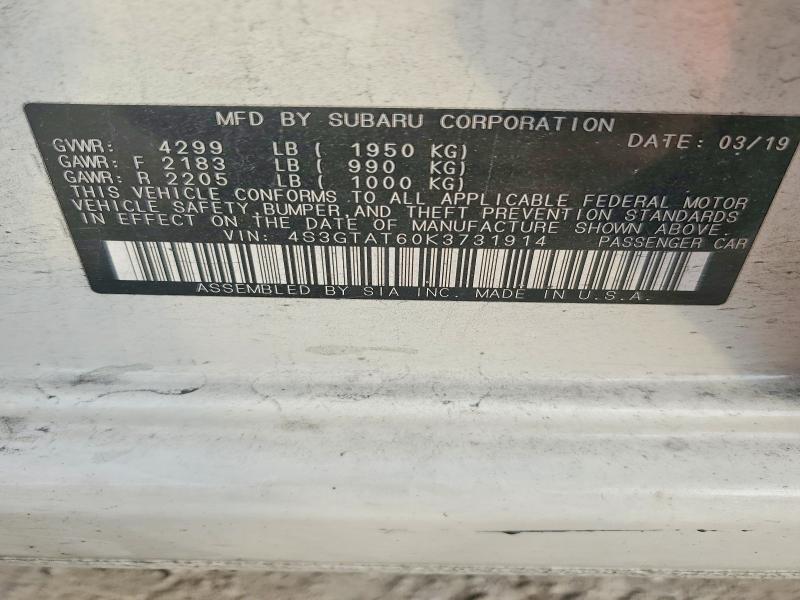 MFD BY SUBARU CORPORATION
GVWR: 4299 LB ( 1950 KG) DATE: 03/19
GAWR: F 2183 LB ( 990 KG)
GAWR: R 2205 LB ( 1000 KG)
THIS VEHICLE CONFORMS TO ALL APPLICABLE FEDERAL MOTOR
VEHICLE SAFETY, BUMPER, AND THEFT PREVENTION STANDARDS
IN EFFECT ON THE DATE OF MANUFACTURE SHOWN ABOVE.
VIN: 4S3GTAT60K3731914 PASSENGER CAR
ASSEMBLED BY SIA INC. MADE IN U.S.A.